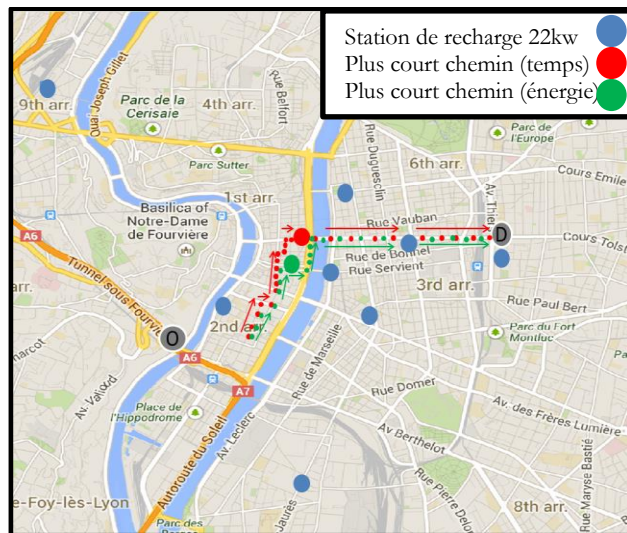 Station de recharge 22kw
Plus court chemin (temps)
Plus court chemin (énergie)
9th arr.
Quai Joseph Gillet
Parc de la
Cerisaie
4th arr.
rue Belfort
Parc Sutter
Rue Duguesclin
6th arr.
Parc de
l'Europe
Cours Emile
1st arr.
Basilica of
Notre-Dame
de Fourvière
Rue Vauban
Av. Thie
D
Cours Tolst
Rue de Bonnel
Rue Servient
A6
Tunnel sous Fourvi
3rd arr.
Rue Paul Bert
2nd arr.
O
Parc du Fort
Montluc
A6
A7
Rue de Marseille
Av. Valioud
Place de
l'Hippodrome
Rue Domer
Av. des Frères Lumière
Av. Leclerc
Av Berthelot
Autoroute du Soleil
Rue Maryse Bastié
e-Foy-lès-Lyon
Jaurès
Rue Pierre Delo
8th arr.
Parc des